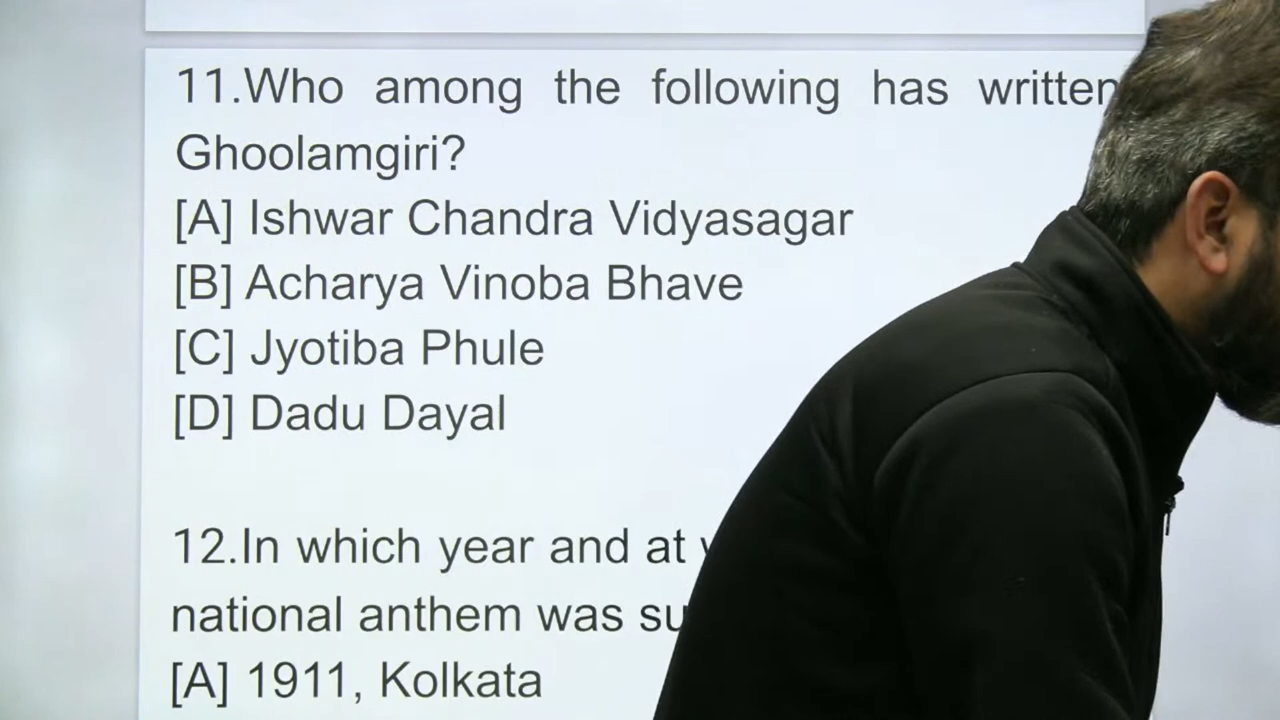 11.Who among the following has written
Ghoolamgiri?
[A] Ishwar Chandra Vidyasagar
[B] Acharya Vinoba Bhave
[C] Jyotiba Phule
[D] Dadu Dayal
12.In which year and at
national anthem was
[A] 1911, Kolkata